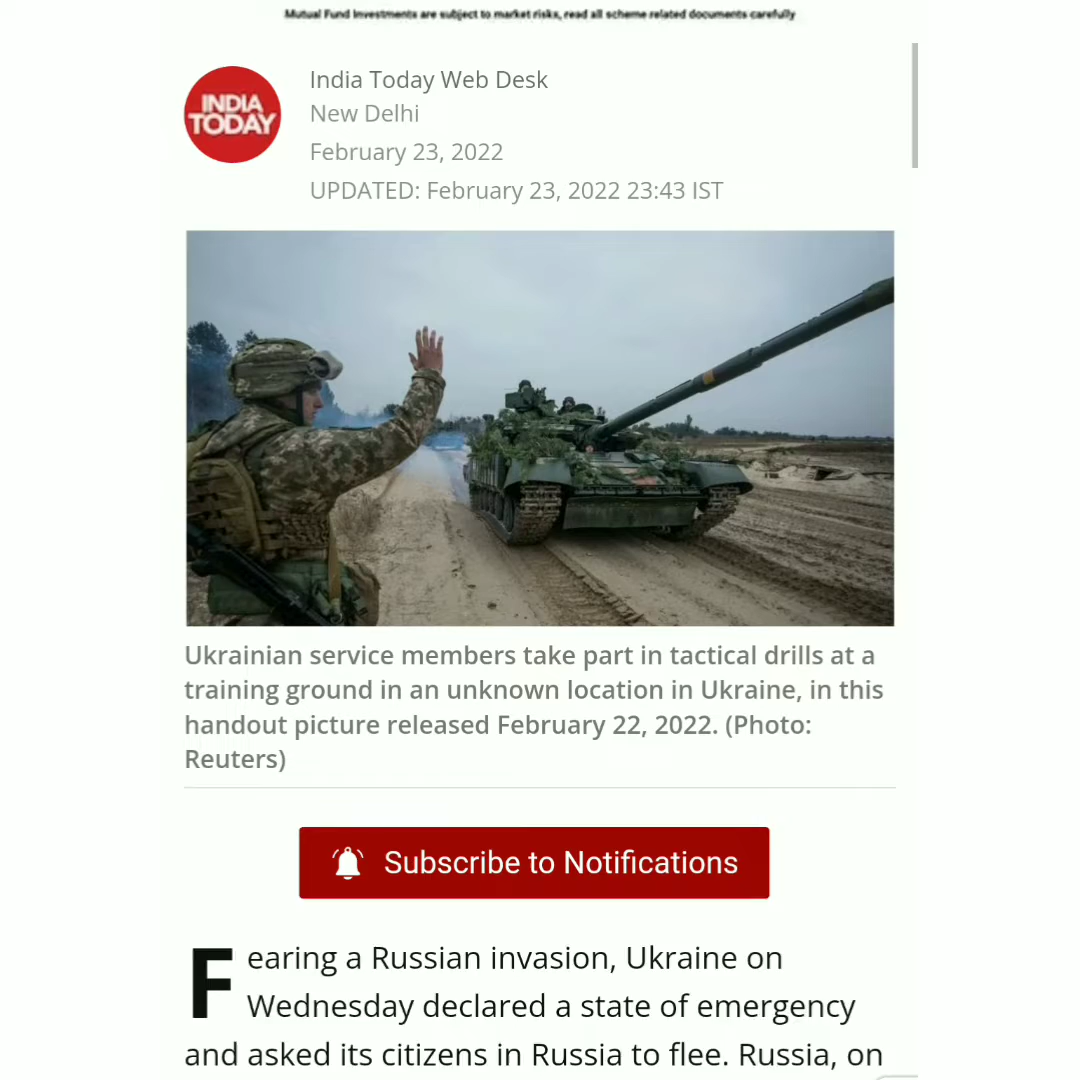 Mutual Fund Investments are subject to market risks, read all scheme related documents carefully
INDIA
TODAY
India Today Web Desk
New Delhi
February 23, 2022
UPDATED: February 23, 2022 23:43 IST
Ukrainian service members take part in tactical drills at a
training ground in an unknown location in Ukraine, in this
handout picture released February 22, 2022. (Photo:
Reuters)
Subscribe to Notifications
Fearing a Russian invasion, Ukraine on
Wednesday declared a state of emergency
and asked its citizens in Russia to flee. Russia, on